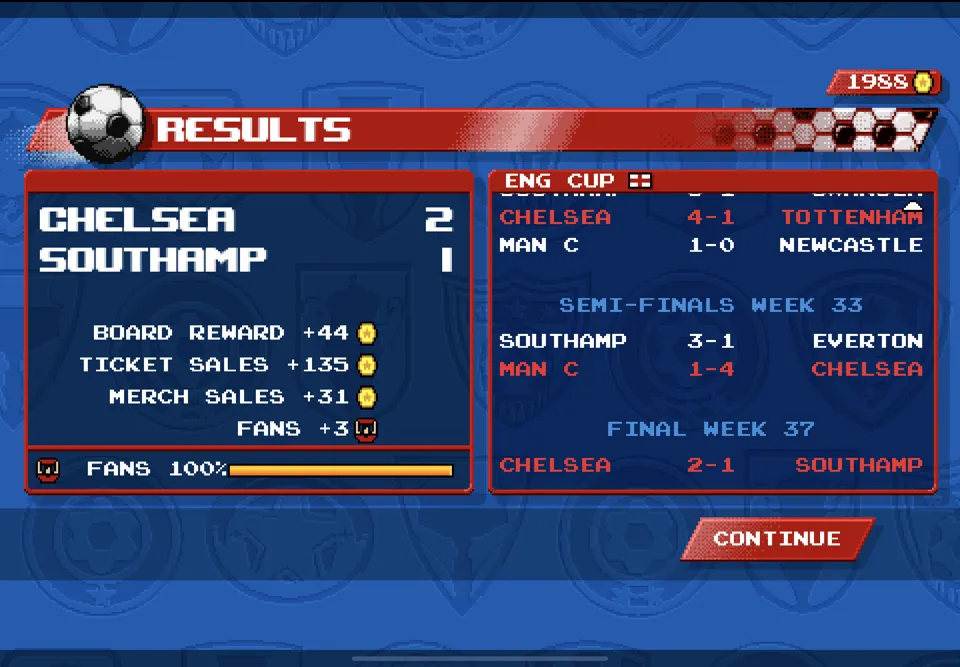 1988
RESULTS
CHELSEA 2
SOUTHAMP 1
BOARD REWARD +44
TICKET SALES +135
MERCH SALES +31
FANS +3
FANS 100%
ENG CUP
CHELSEA 4-1 TOTTENHAM
MAN C 1-0 NEWCASTLE
SEMI-FINALS WEEK 33
SOUTHAMP 3-1 EVERTON
MAN C 1-4 CHELSEA
FINAL WEEK 37
CHELSEA 2-1 SOUTHAMP
CONTINUE